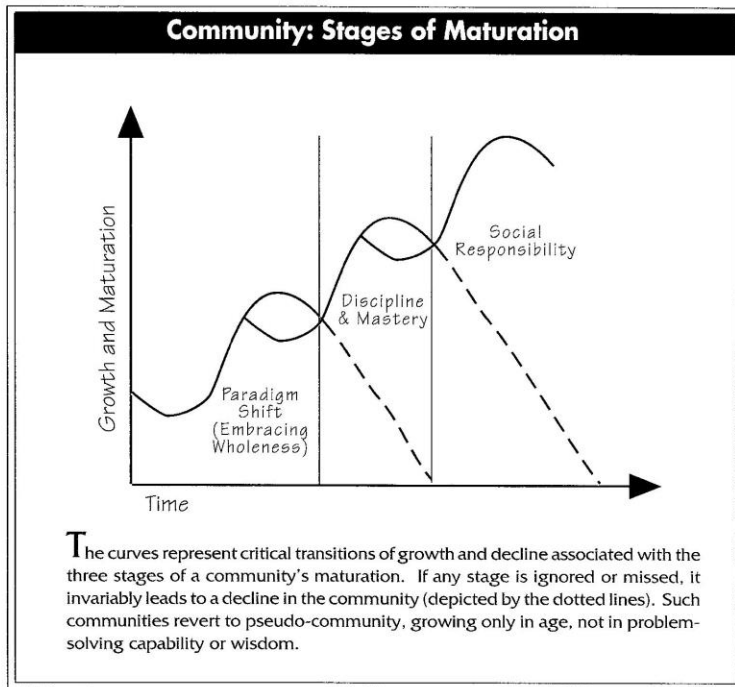 Community: Stages of Maturation
Growth and Maturation
Social
Responsibility
Discipline
& Mastery
Paradigm
Shift
(Embracing
Wholeness)
Time
The curves represent critical transitions of growth and decline associated with the
three stages of a community's maturation. If any stage is ignored or missed, it
invariably leads to a decline in the community (depicted by the dotted lines). Such
communities revert to pseudo-community, growing only in age, not in problem-
solving capability or wisdom.